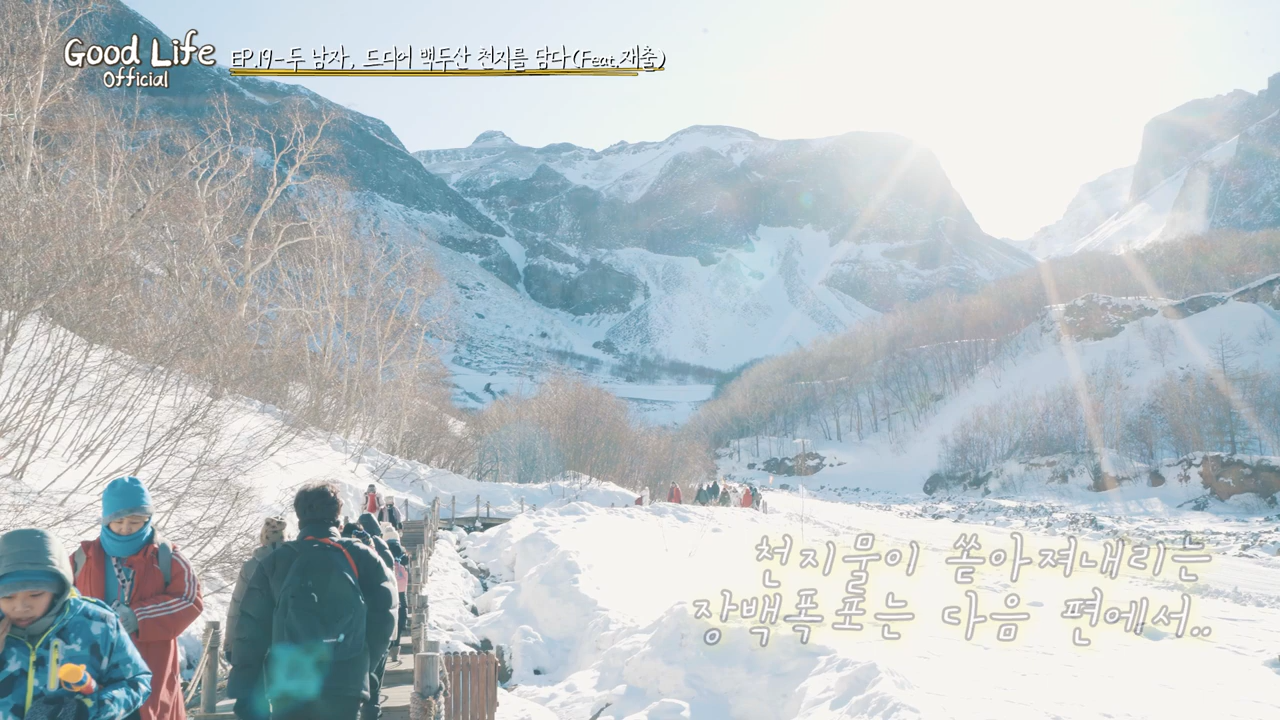 Good Life
Official
EP.19-두 남자, 드디어 백두산 천지를 담다(Feat.재출)
천지물이 쏟아져내리는
장백폭포는 다음 편에서..